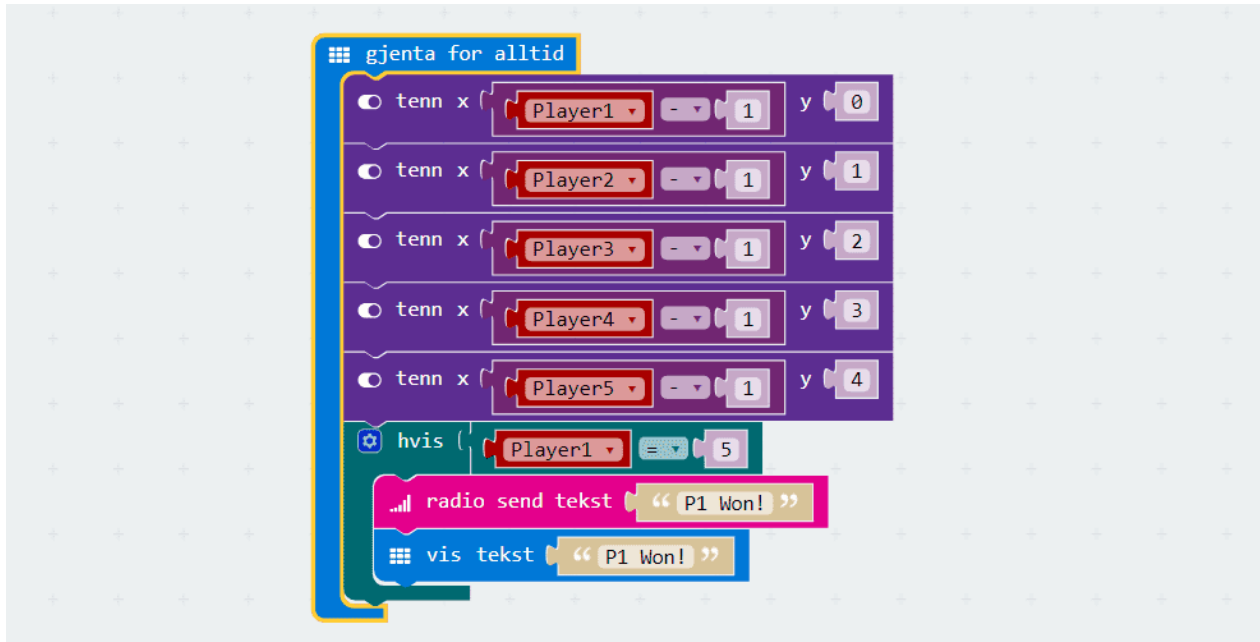 gjenta for alltid
tenn x Player1 - 1 y 0
tenn x Player2 - 1 y 1
tenn x Player3 - 1 y 2
tenn x Player4 - 1 y 3
tenn x Player5 - 1 y 4
hvis Player1 = 5
radio send tekst “ P1 Won! ”
vis tekst “ P1 Won! ”